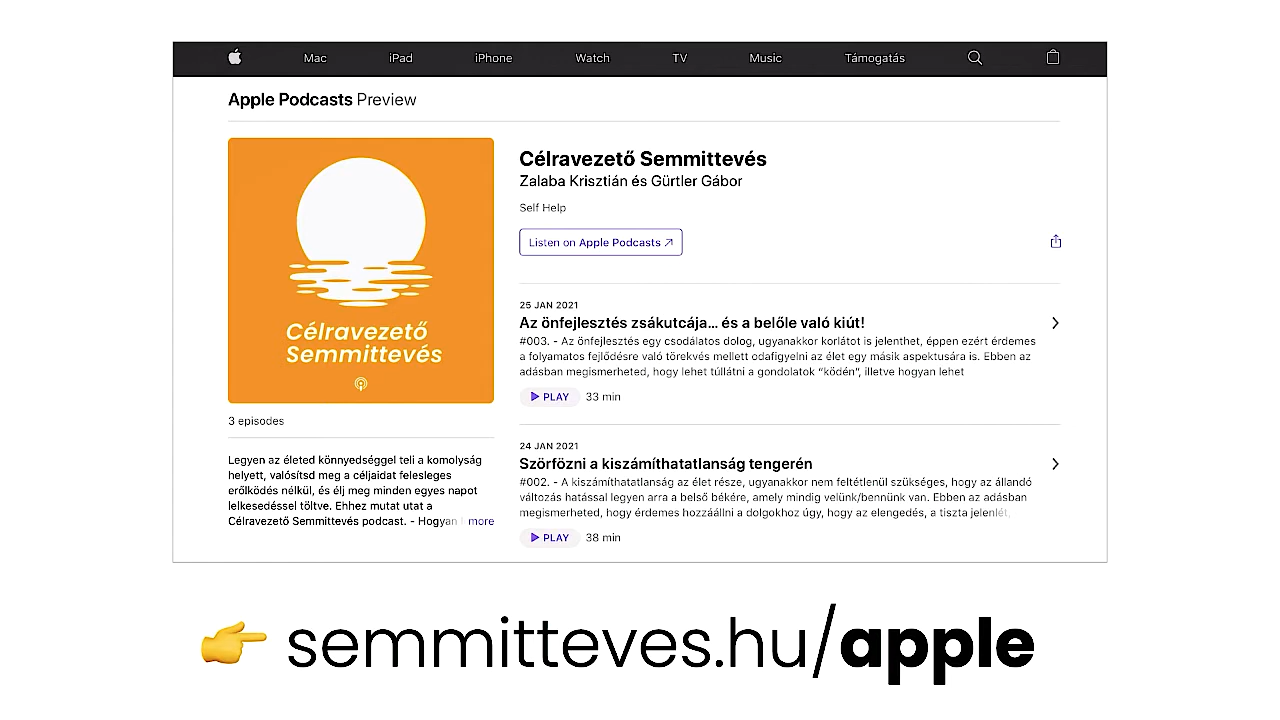 Mac iPad iPhone Watch TV Music Támogatás
Apple Podcasts Preview
Célravezető
Semmittevés
3 episodes
Legyen az életed könnyedséggel teli a komolyság
helyett, valósítsd meg a céljaidat felesleges
erőlködés nélkül, és élj meg minden egyes napot
lelkesedéssel töltve. Ehhez mutat utat a
Célravezető Semmittevés podcast. - Hogyan more
Célravezető Semmittevés
Zalaba Krisztián és Gürtler Gábor
Self Help
Listen on Apple Podcasts ↗
25 JAN 2021
Az önfejlesztés zsákutcája... és a belőle való kiút!
#003. - Az önfejlesztés egy csodálatos dolog, ugyanakkor korlátot is jelenthet, éppen ezért érdemes
a folyamatos fejlődésre való törekvés mellett odafigyelni az élet egy másik aspektusára is. Ebben az
adásban megismerheted, hogy lehet túllátni a gondolatok “ködén”, illetve hogyan lehet
PLAY 33 min
24 JAN 2021
Szörfözni a kiszámíthatatlanság tengerén
#002. - A kiszámíthatatlanság az élet része, ugyanakkor nem feltétlenül szükséges, hogy az állandó
változás hatással legyen arra a belső békére, amely mindig velünk/bennünk van. Ebben az adásban
megismerheted, hogy érdemes hozzáállni a dolgokhoz úgy, hogy az elengedés, a tiszta jelenlét,
PLAY 38 min
semmitteves.hu/apple